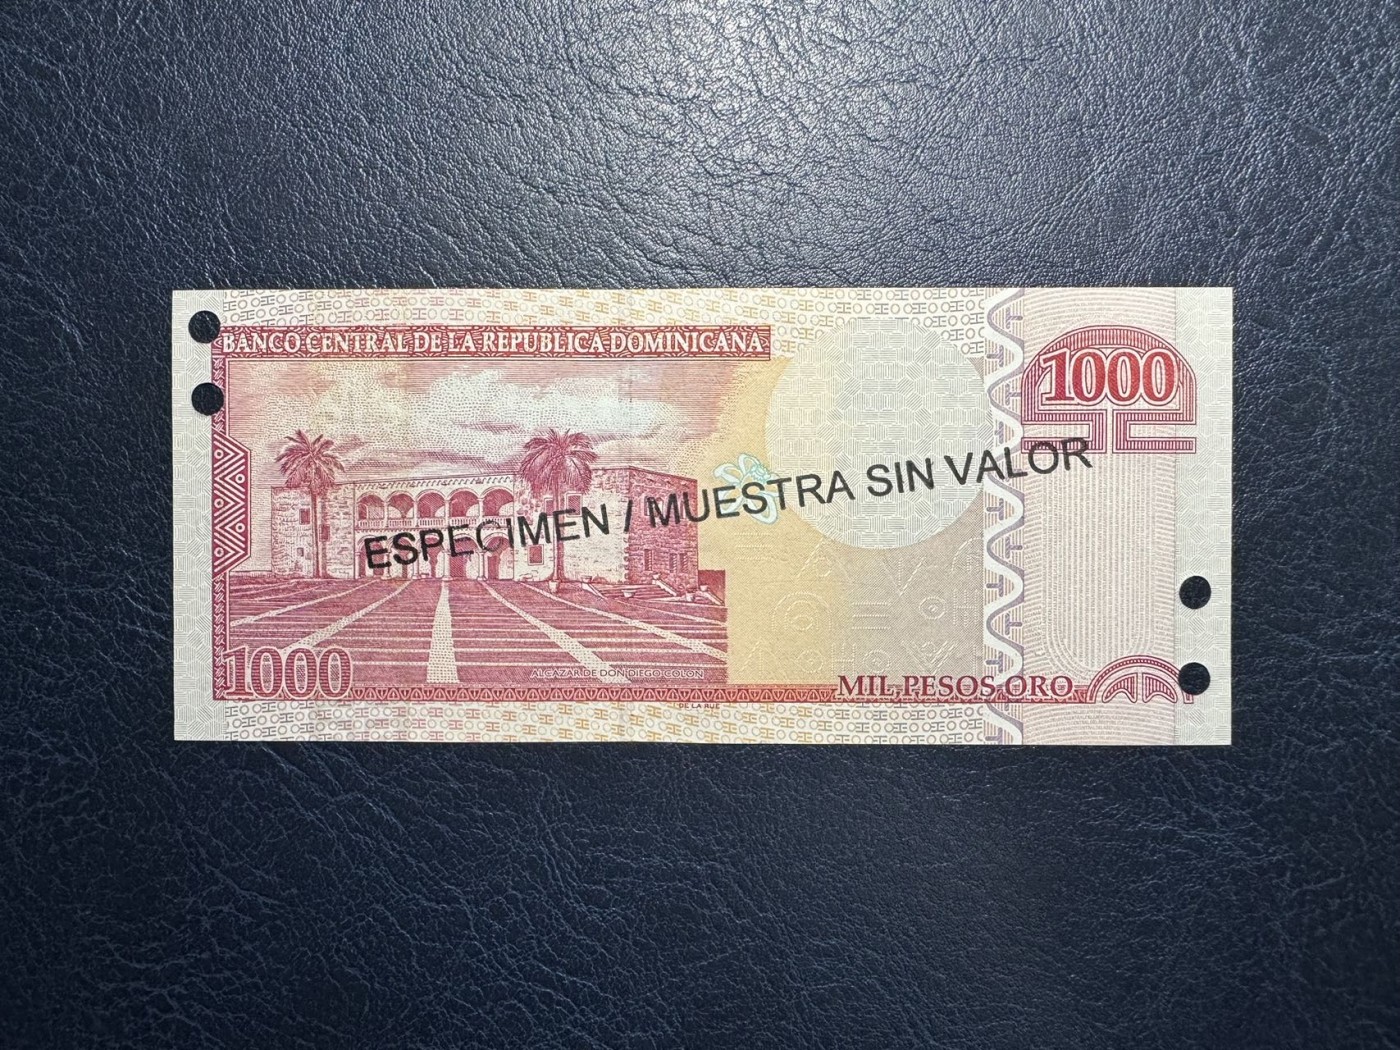 BANCO CENTRAL DE LA REPUBLICA DOMINICANA
1000
ESPECIMEN / MUESTRA SIN VALOR
1000
ALCAZAR DE DON DIEGO COLON
MIL PESOS ORO
DE LA RUE